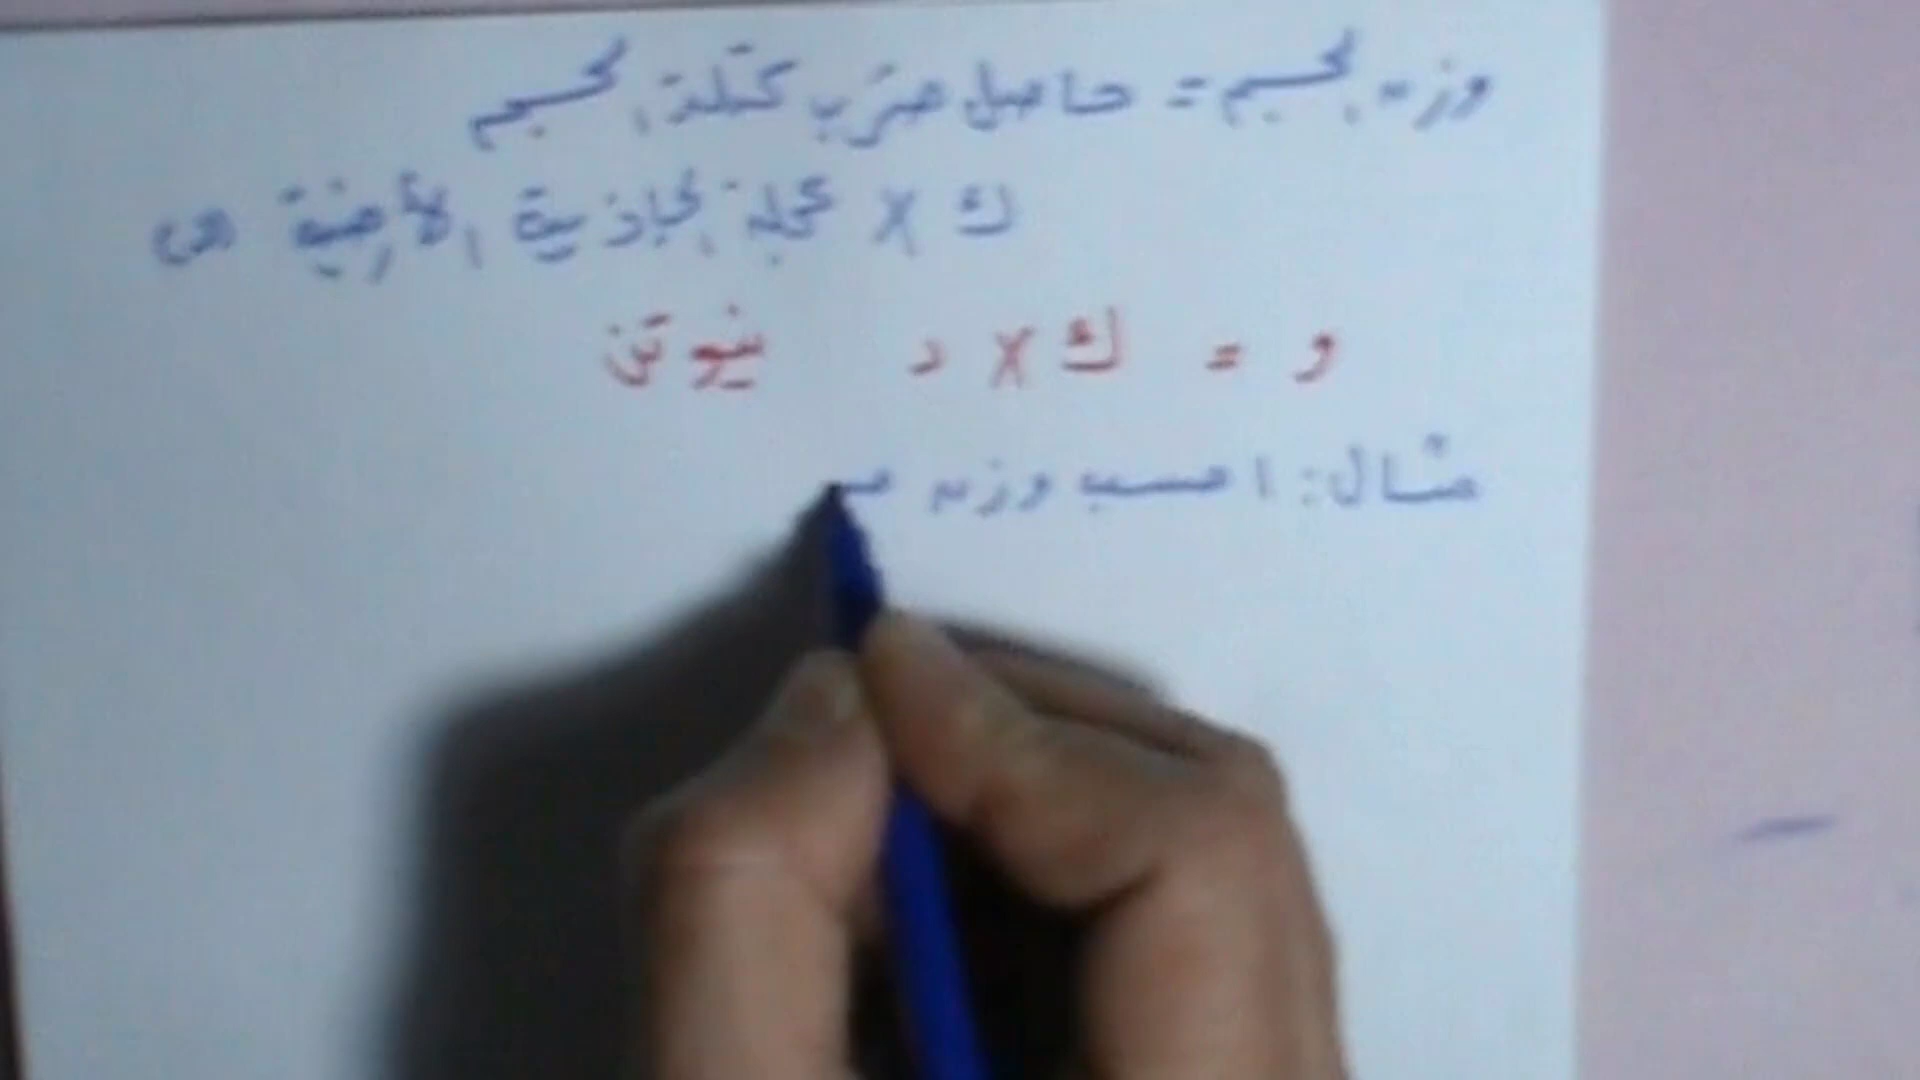 وزن الجسم = حاصل ضرب كتلة الجسم
ك × عجلة الجاذبية الأرضية (د)
و = ك × د نيوتن
مثال: احسب وزن